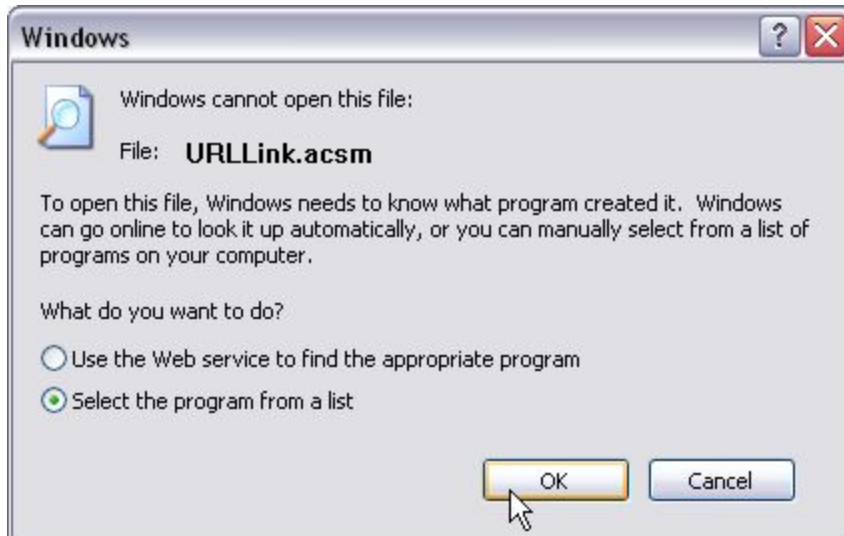 Windows
Windows cannot open this file:
File: URLLink.acsm
To open this file, Windows needs to know what program created it. Windows
can go online to look it up automatically, or you can manually select from a list of
programs on your computer.
What do you want to do?
Use the Web service to find the appropriate program
Select the program from a list
OK Cancel